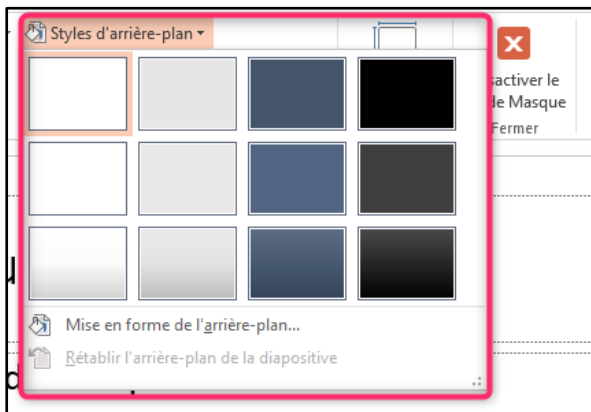 Styles d'arrière-plan
sactiver le
de Masque
Fermer
Mise en forme de l'arrière-plan...
Rétablir l'arrière-plan de la diapositive